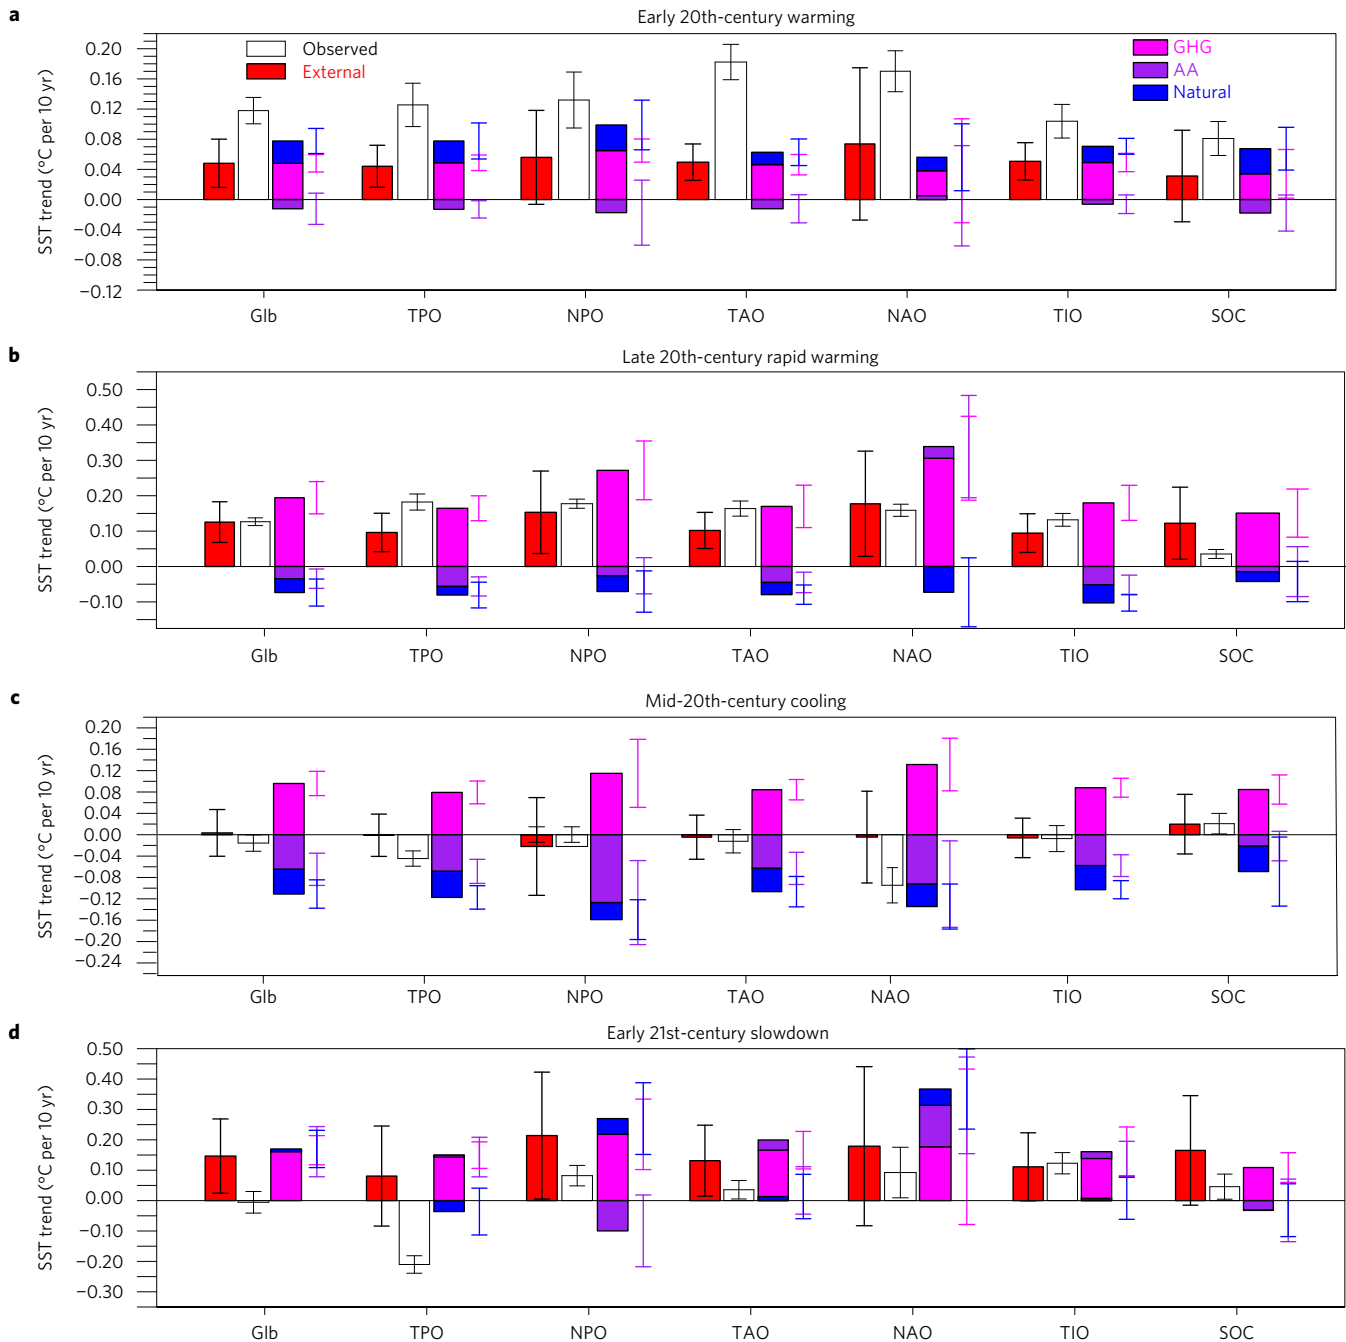 a
Early 20th-century warming
Observed
External
GHG
AA
Natural
SST trend (°C per 10 yr)
0.20
0.16
0.12
0.08
0.04
0.00
−0.04
−0.08
−0.12
Glb TPO NPO TAO NAO TIO SOC
b
Late 20th-century rapid warming
SST trend (°C per 10 yr)
0.50
0.40
0.30
0.20
0.10
0.00
−0.10
Glb TPO NPO TAO NAO TIO SOC
c
Mid-20th-century cooling
SST trend (°C per 10 yr)
0.20
0.16
0.12
0.08
0.04
0.00
−0.04
−0.08
−0.12
−0.16
−0.20
−0.24
Glb TPO NPO TAO NAO TIO SOC
d
Early 21st-century slowdown
SST trend (°C per 10 yr)
0.50
0.40
0.30
0.20
0.10
0.00
−0.10
−0.20
−0.30
Glb TPO NPO TAO NAO TIO SOC